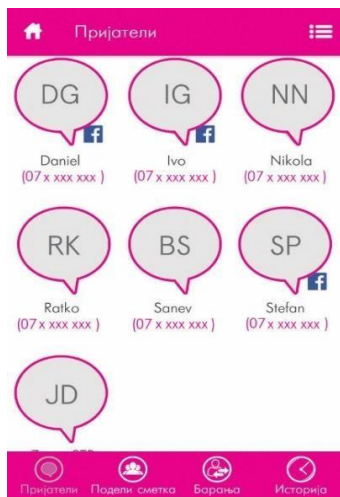 Пријатели
DG IG NN
Daniel Ivo Nikola
(07 x xxx xxx ) (07 x xxx xxx ) (07 x xxx xxx )
RK BS SP
Ratko Sanev Stefan
(07 x xxx xxx ) (07 x xxx xxx ) (07 x xxx xxx )
JD
Пријатели Подели сметка Барања Историја